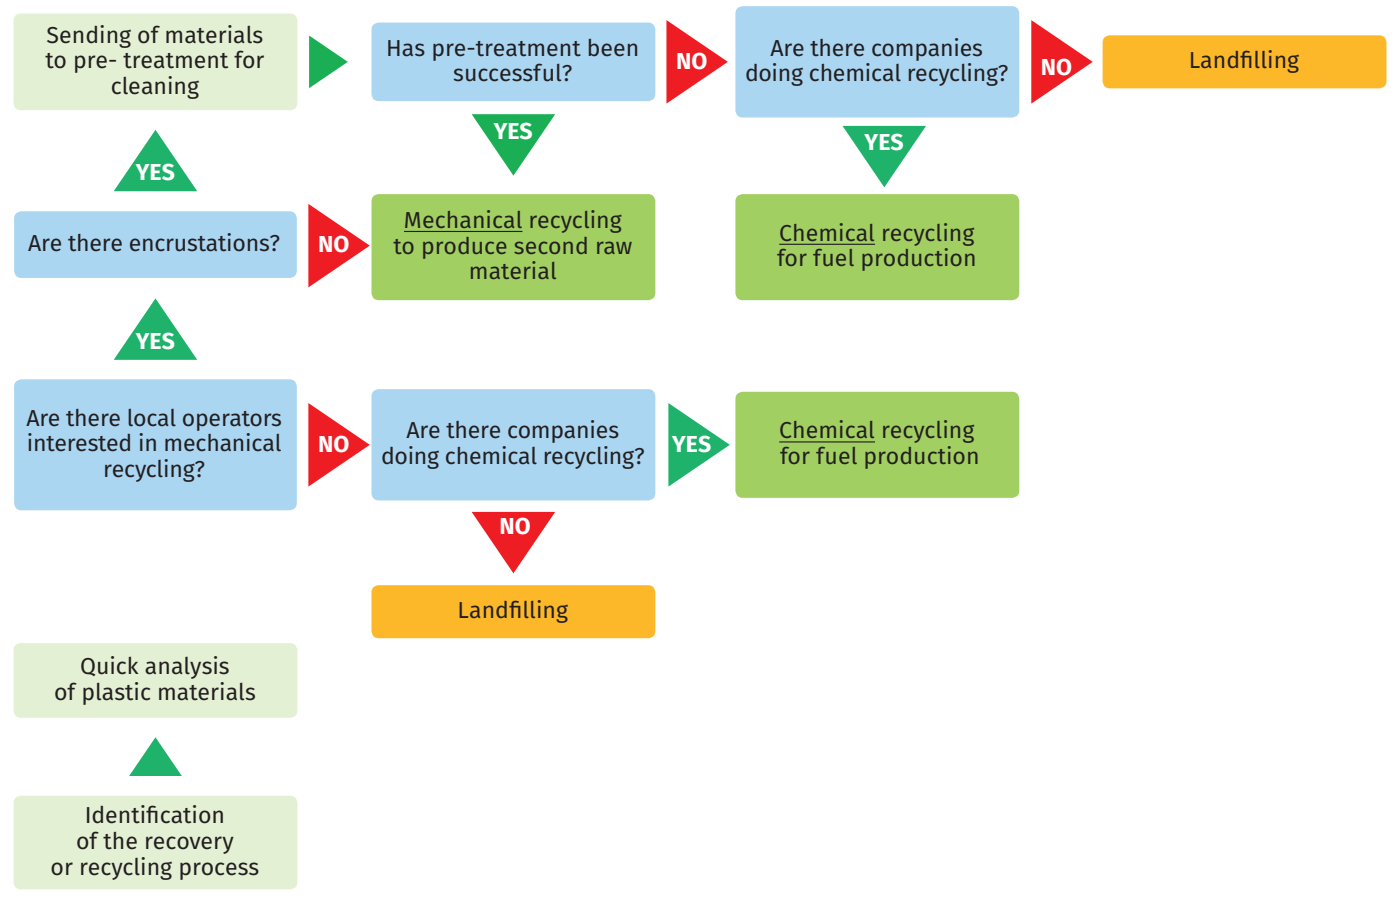 Sending of materials
to pre- treatment for
cleaning
Has pre-treatment been
successful?
NO
Are there companies
doing chemical recycling?
NO
Landfilling
YES
YES
YES
Are there encrustations?
NO
Mechanical recycling
to produce second raw
material
Chemical recycling
for fuel production
YES
Are there local operators
interested in mechanical
recycling?
NO
Are there companies
doing chemical recycling?
YES
Chemical recycling
for fuel production
NO
Landfilling
Quick analysis
of plastic materials
Identification
of the recovery
or recycling process